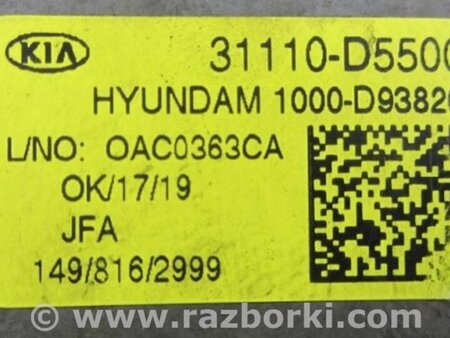 KIA 31110-D5500
HYUNDAM 1000-D93820
L/NO: OAC0363CA
OK/17/19
JFA
149/816/2999
www.razborki.com